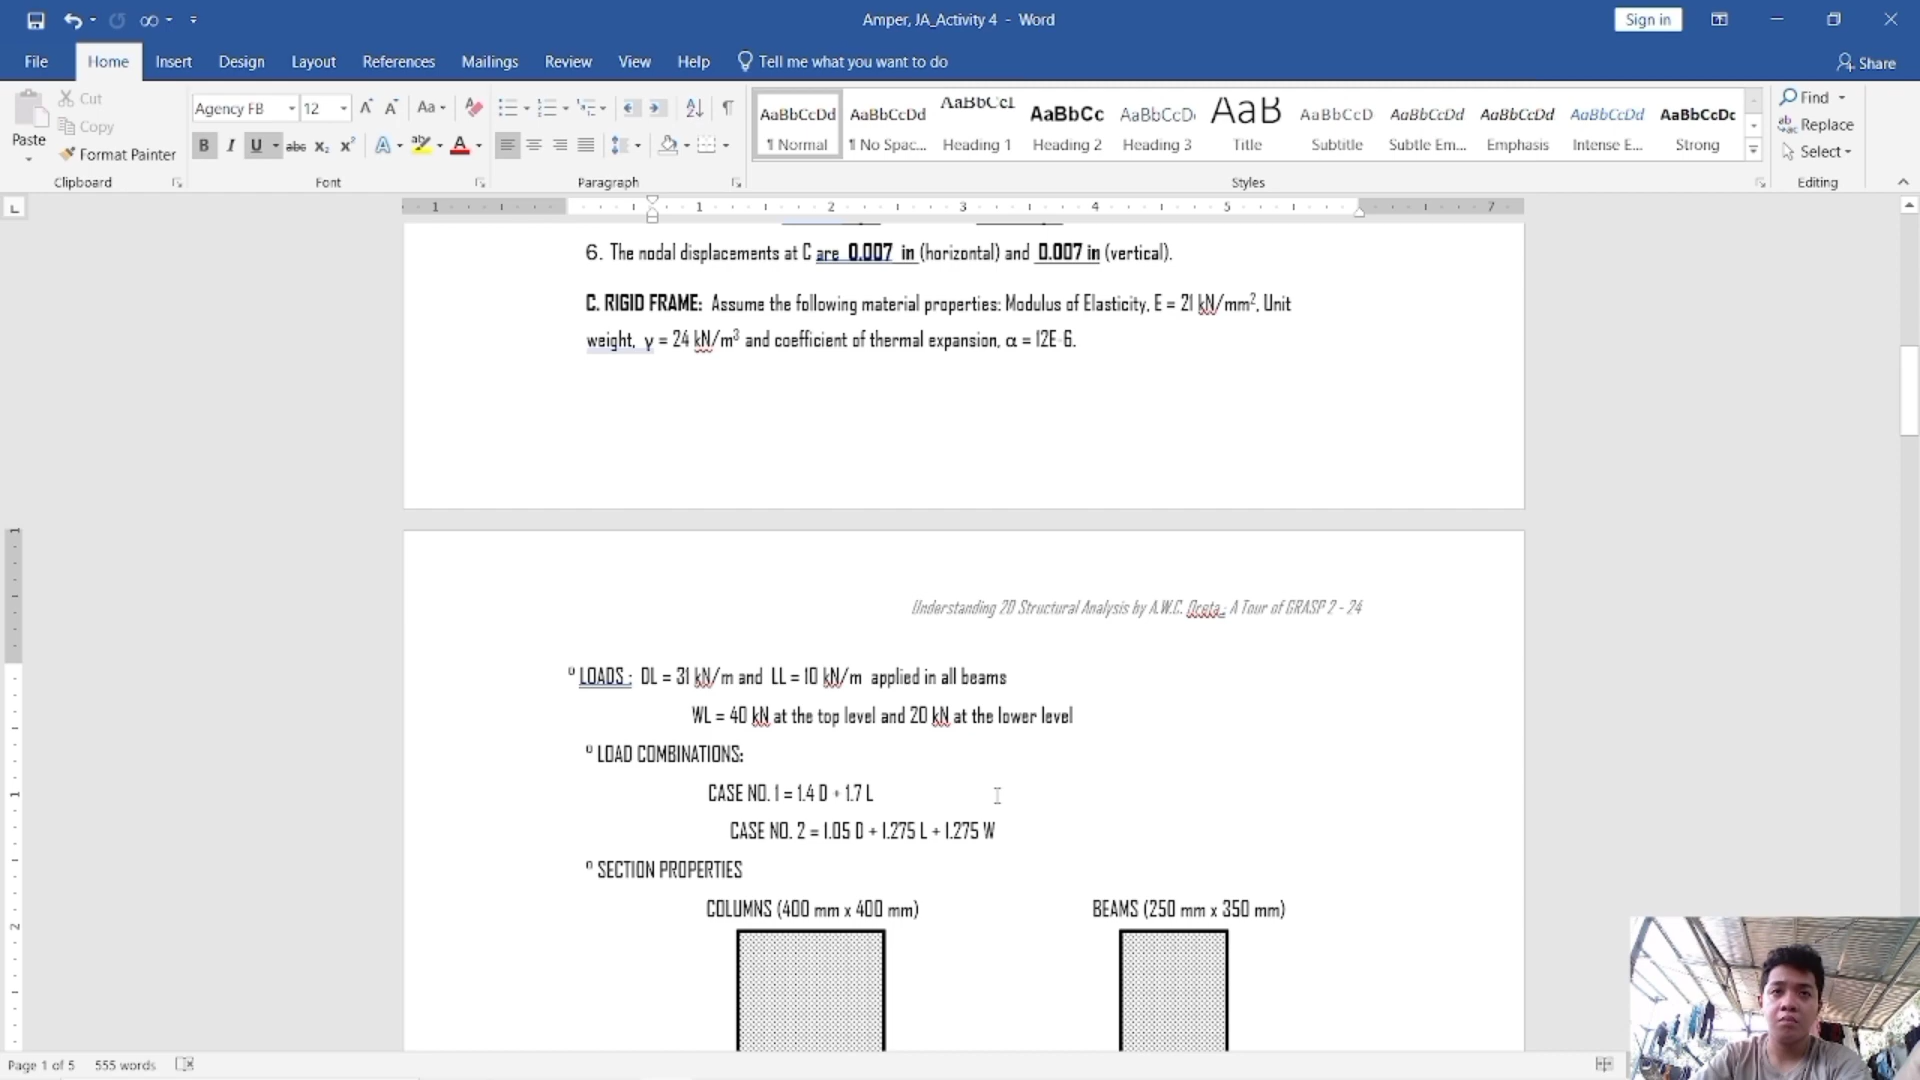 Amper, JA_Activity 4 - Word
Sign in
File Home Insert Design Layout References Mailings Review View Help Tell me what you want to do Share
Paste
Cut
Copy
Format Painter
Clipboard
Agency FB 12
Font
Paragraph
AaBbCcDd ¶ Normal
AaBbCcDd ¶ No Spac...
AaBbCcI Heading 1
AaBbCc Heading 2
AaBbCcD Heading 3
AaB Title
AaBbCcD Subtitle
AaBbCcDd Subtle Em...
AaBbCcDd Emphasis
AaBbCcDd Intense E...
AaBbCcDc Strong
Styles
Find
Replace
Select
Editing
1 1 2 3 4 5 7
6. The nodal displacements at C are 0.007 in (horizontal) and 0.007 in (vertical).
C. RIGID FRAME: Assume the following material properties: Modulus of Elasticity, E = 21 kN/mm², Unit
weight, γ = 24 kN/m³ and coefficient of thermal expansion, α = 12E-6.
Understanding 2D Structural Analysis by A.W.C. Oreta.: A Tour of GRASP 2 - 24
º LOADS : DL = 31 kN/m and LL = 10 kN/m applied in all beams
WL = 40 kN at the top level and 20 kN at the lower level
º LOAD COMBINATIONS:
CASE NO. 1 = 1.4 D + 1.7 L
CASE NO. 2 = 1.05 D + 1.275 L + 1.275 W
º SECTION PROPERTIES
COLUMNS (400 mm x 400 mm) BEAMS (250 mm x 350 mm)
Page 1 of 5 555 words